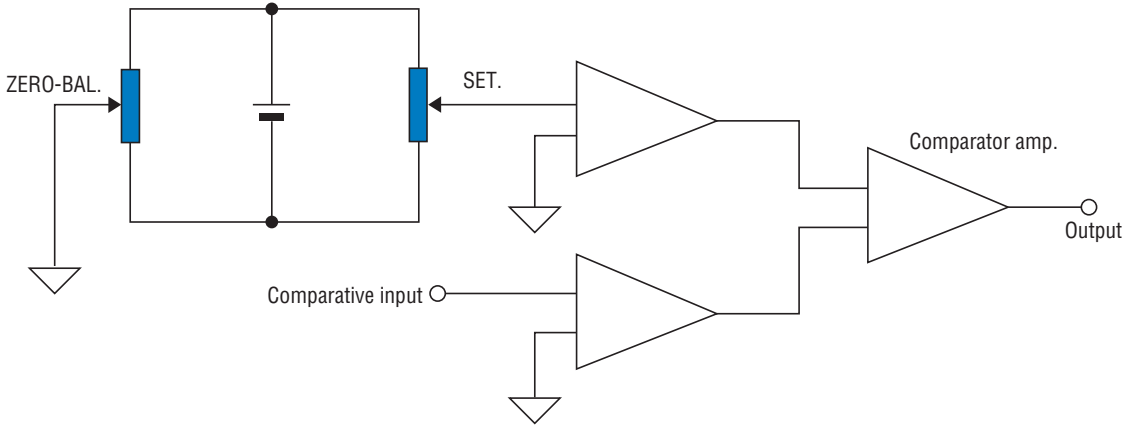 ZERO-BAL.
SET.
Comparator amp.
Output
Comparative input